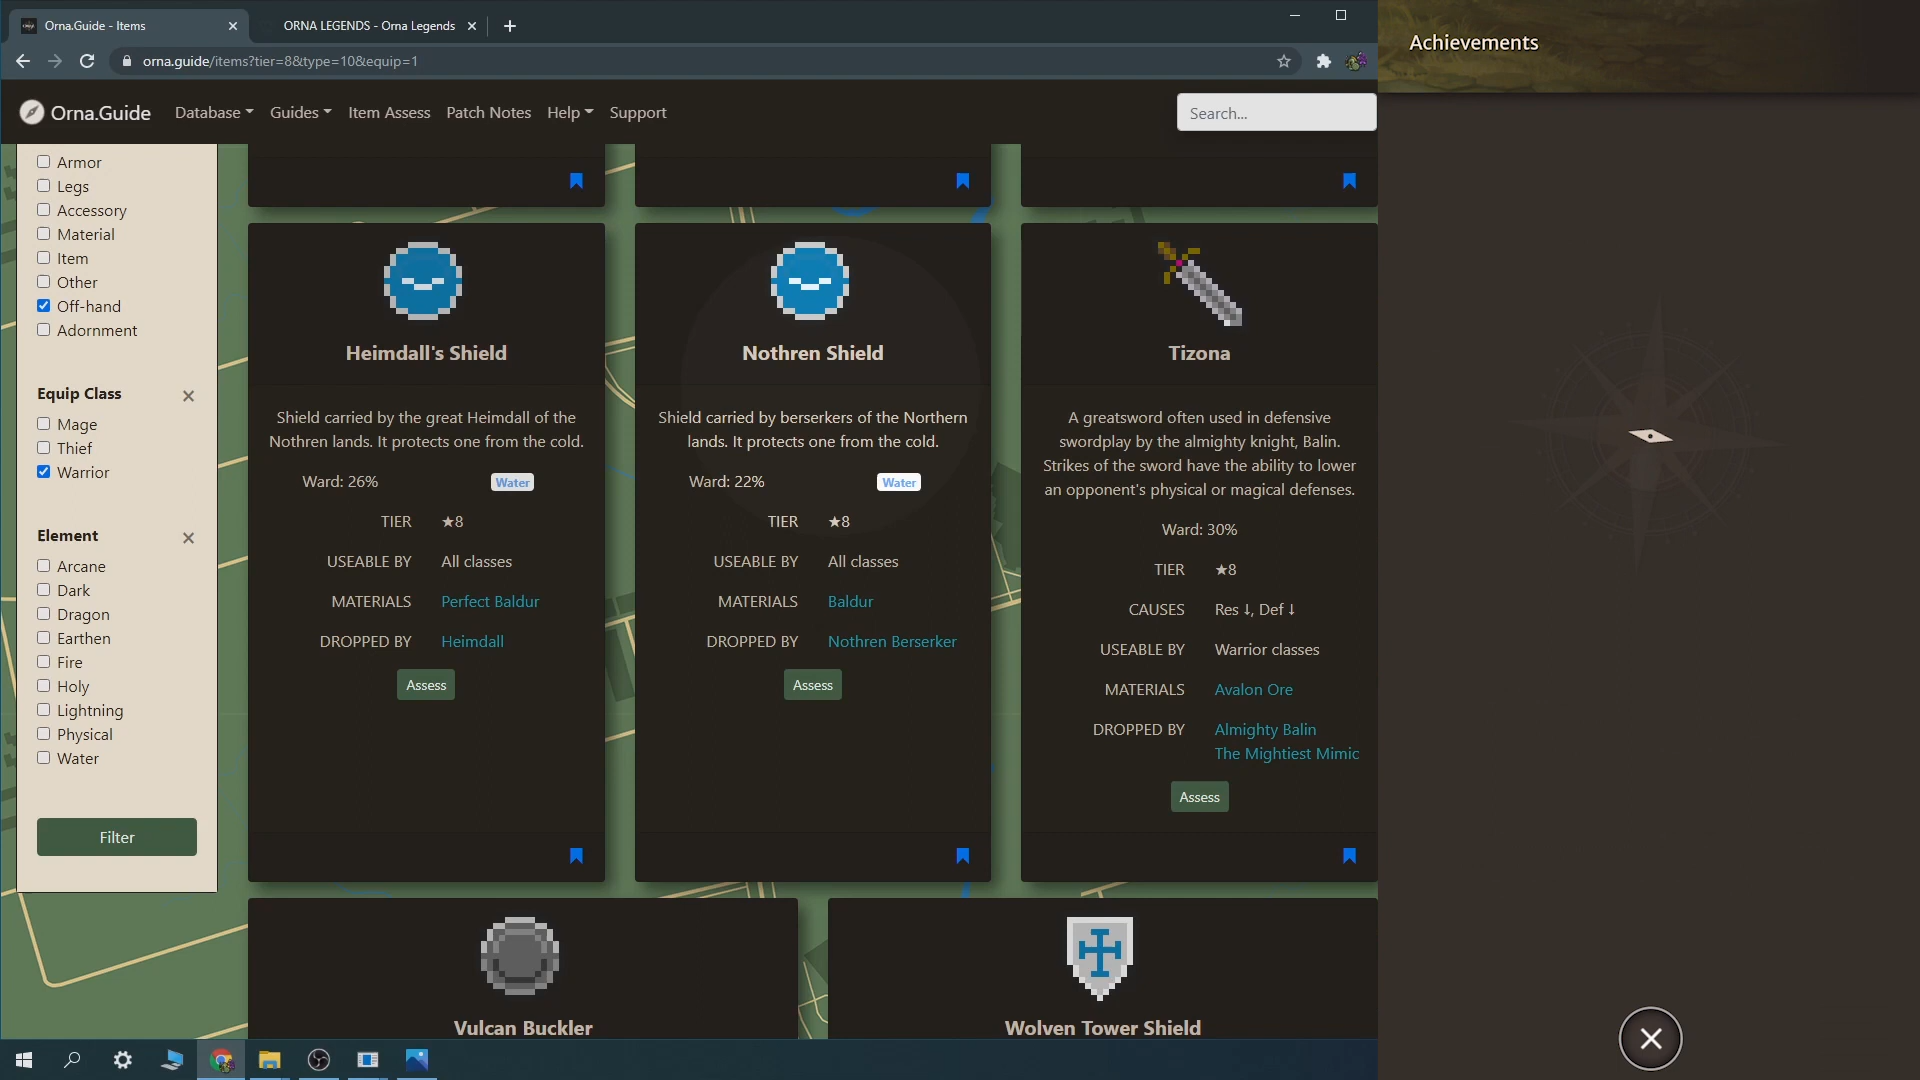 Orna.Guide - Items
ORNA LEGENDS - Orna Legends
orna.guide/items?tier=8&type=10&equip=1
Orna.Guide
Database
Guides
Item Assess
Patch Notes
Help
Support
Search...
Armor
Legs
Accessory
Material
Item
Other
Off-hand
Adornment
Equip Class
Mage
Thief
Warrior
Element
Arcane
Dark
Dragon
Earthen
Fire
Holy
Lightning
Physical
Water
Filter
Heimdall's Shield
Shield carried by the great Heimdall of the
Nothren lands. It protects one from the cold.
Ward: 26% Water
TIER ★8
USEABLE BY All classes
MATERIALS Perfect Baldur
DROPPED BY Heimdall
Assess
Nothren Shield
Shield carried by berserkers of the Northern
lands. It protects one from the cold.
Ward: 22% Water
TIER ★8
USEABLE BY All classes
MATERIALS Baldur
DROPPED BY Nothren Berserker
Assess
Tizona
A greatsword often used in defensive
swordplay by the almighty knight, Balin.
Strikes of the sword have the ability to lower
an opponent's physical or magical defenses.
Ward: 30%
TIER ★8
CAUSES Res ↓, Def ↓
USEABLE BY Warrior classes
MATERIALS Avalon Ore
DROPPED BY Almighty Balin
The Mightiest Mimic
Assess
Vulcan Buckler
Wolven Tower Shield
Achievements